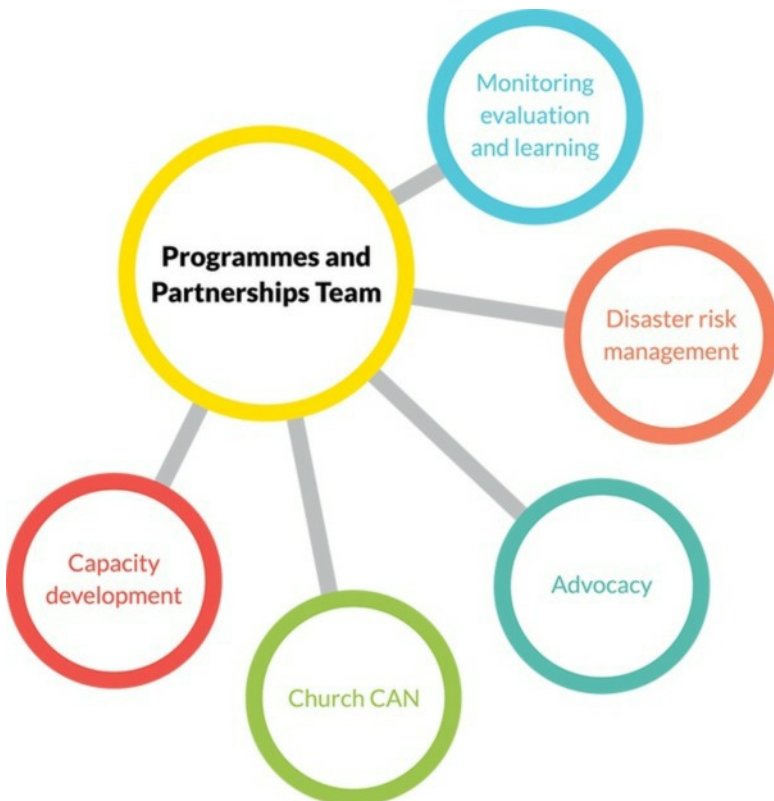 Monitoring
evaluation
and learning
Programmes and
Partnerships Team
Disaster risk
management
Capacity
development
Advocacy
Church CAN